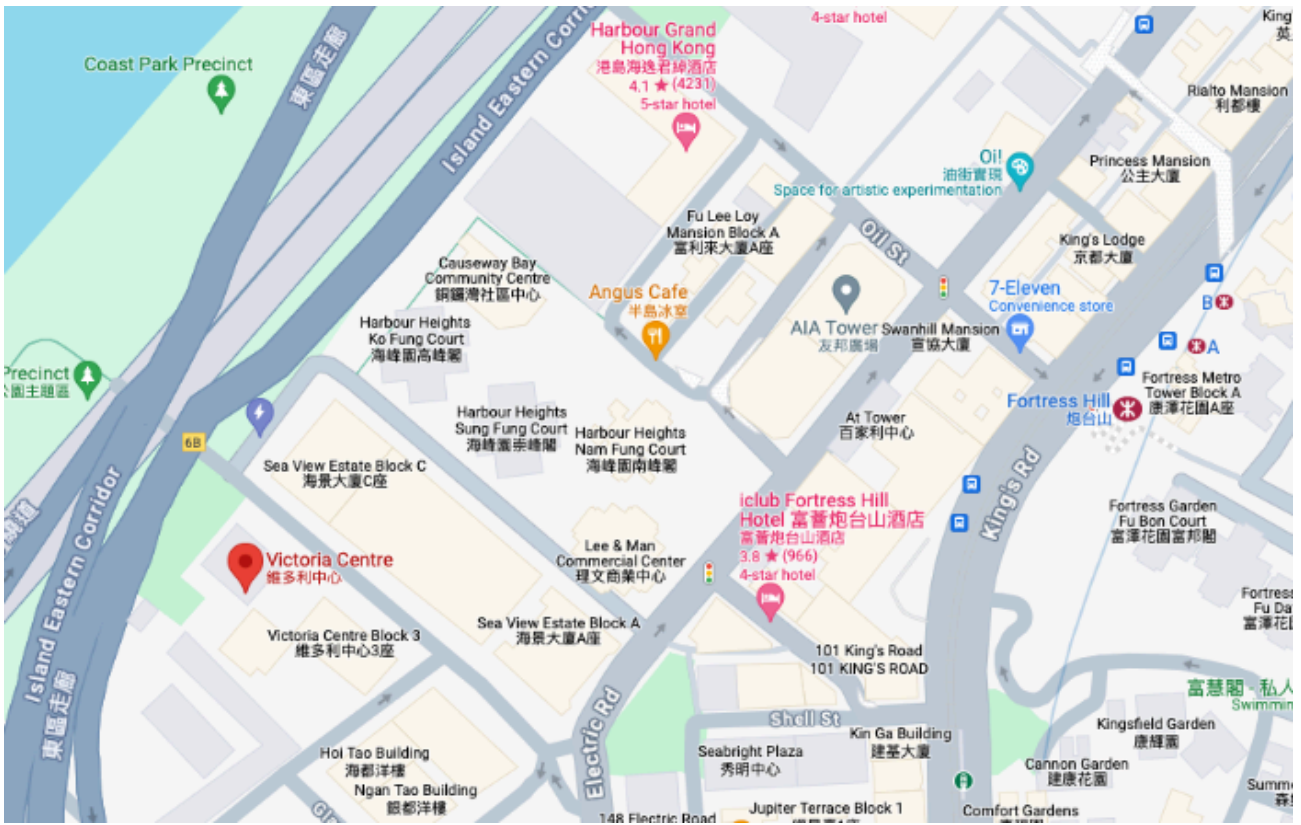 4-star hotel
King
英
Harbour Grand
Hong Kong
港島海逸君綽酒店
4.1 ★ (4231)
5-star hotel
東區走廊
Island Eastern Corridor
Coast Park Precinct
Rialto Mansion
利都樓
Oi!
油街實現
Space for artistic experimentation
Princess Mansion
公主大廈
Fu Lee Loy
Mansion Block A
富利來大廈A座
Oil St
King's Lodge
京都大廈
Causeway Bay
Community Centre
銅鑼灣社區中心
Angus Cafe
半島冰室
7-Eleven
Convenience store
B
AIA Tower
友邦廣場
Swanhill Mansion
宣協大廈
A
Harbour Heights
Ko Fung Court
海峰園高峰閣
Precinct
公園主題區
Fortress Metro
Tower Block A
康澤花園A座
Fortress Hill
炮台山
Harbour Heights
Sung Fung Court
海峰園崇峰閣
Harbour Heights
Nam Fung Court
海峰園南峰閣
At Tower
百家利中心
6B
Sea View Estate Block C
海景大廈C座
King's Rd
iclub Fortress Hill
Hotel 富薈炮台山酒店
富薈炮台山酒店
3.8 ★ (966)
4-star hotel
Fortress Garden
Fu Bon Court
富澤花園富邦閣
Lee & Man
Commercial Center
理文商業中心
Victoria Centre
維多利中心
Island Eastern Corridor
東區走廊
Fortress
Fu Da
富澤花園
Sea View Estate Block A
海景大廈A座
Victoria Centre Block 3
維多利中心3座
101 King's Road
101 KING'S ROAD
富慧閣 - 私人
Swimmin
Electric Rd
Shell St
Kingsfield Garden
康輝園
Kin Ga Building
建基大廈
Hoi Tao Building
海都洋樓
Seabright Plaza
秀明中心
Cannon Garden
建康花園
Ngan Tao Building
銀都洋樓
Summe
Jupiter Terrace Block 1
Comfort Gardens
148 Electric Road